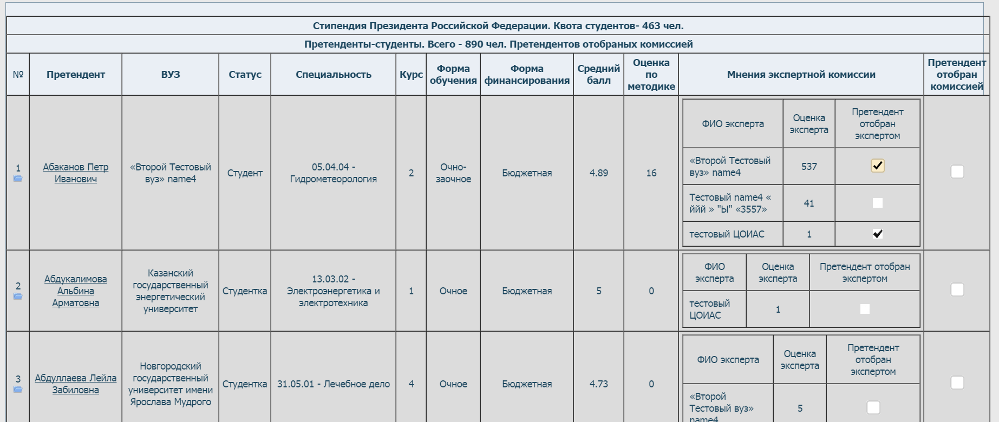 Стипендия Президента Российской Федерации. Квота студентов- 463 чел.
Претенденты-студенты. Всего - 890 чел. Претендентов отобраных комиссией
№
Претендент
ВУЗ
Статус
Специальность
Курс
Форма
обучения
Форма
финансирования
Средний
балл
Оценка
по
методике
Мнения экспертной комиссии
Претендент
отобран
комиссией
1
Абаканов Петр
Иванович
«Второй Тестовый
вуз» name4
Студент
05.04.04 -
Гидрометеорология
2
Очно-
заочное
Бюджетная
4.89
16
ФИО эксперта
Оценка
эксперта
Претендент
отобран
экспертом
«Второй Тестовый
вуз» name4
537
Тестовый name4 «
ййй » "Ы" «3557»
41
тестовый ЦОИАС
1
2
Абдукалимова
Альбина
Арматовна
Казанский
государственный
энергетический
университет
Студентка
13.03.02 -
Электроэнергетика и
электротехника
1
Очное
Бюджетная
5
0
ФИО
эксперта
Оценка
эксперта
Претендент отобран
экспертом
тестовый
ЦОИАС
1
3
Абдуллаева Лейла
Забиловна
Новгородский
государственный
университет имени
Ярослава Мудрого
Студентка
31.05.01 - Лечебное дело
4
Очное
Бюджетная
4.73
0
ФИО эксперта
Оценка
эксперта
Претендент
отобран
экспертом
«Второй
Тестовый вуз»
name4
5